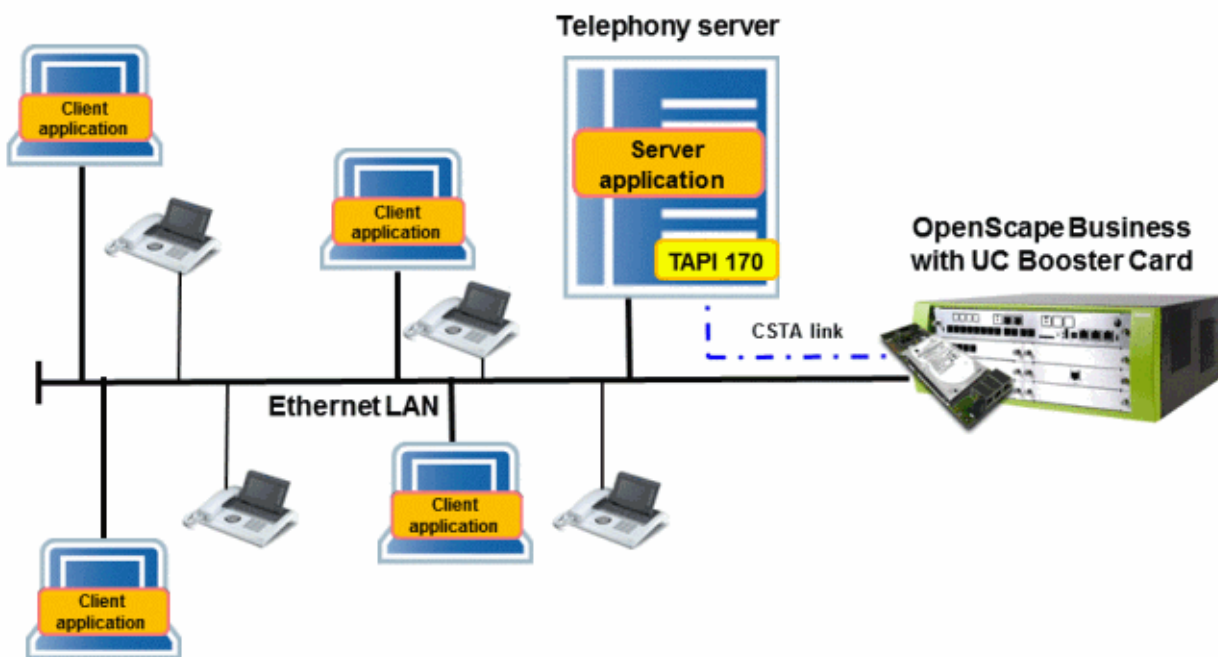 Telephony server
Client
application
Server
application
Client
application
TAPI 170
OpenScape Business
with UC Booster Card
CSTA link
Ethernet LAN
Client
application
Client
application